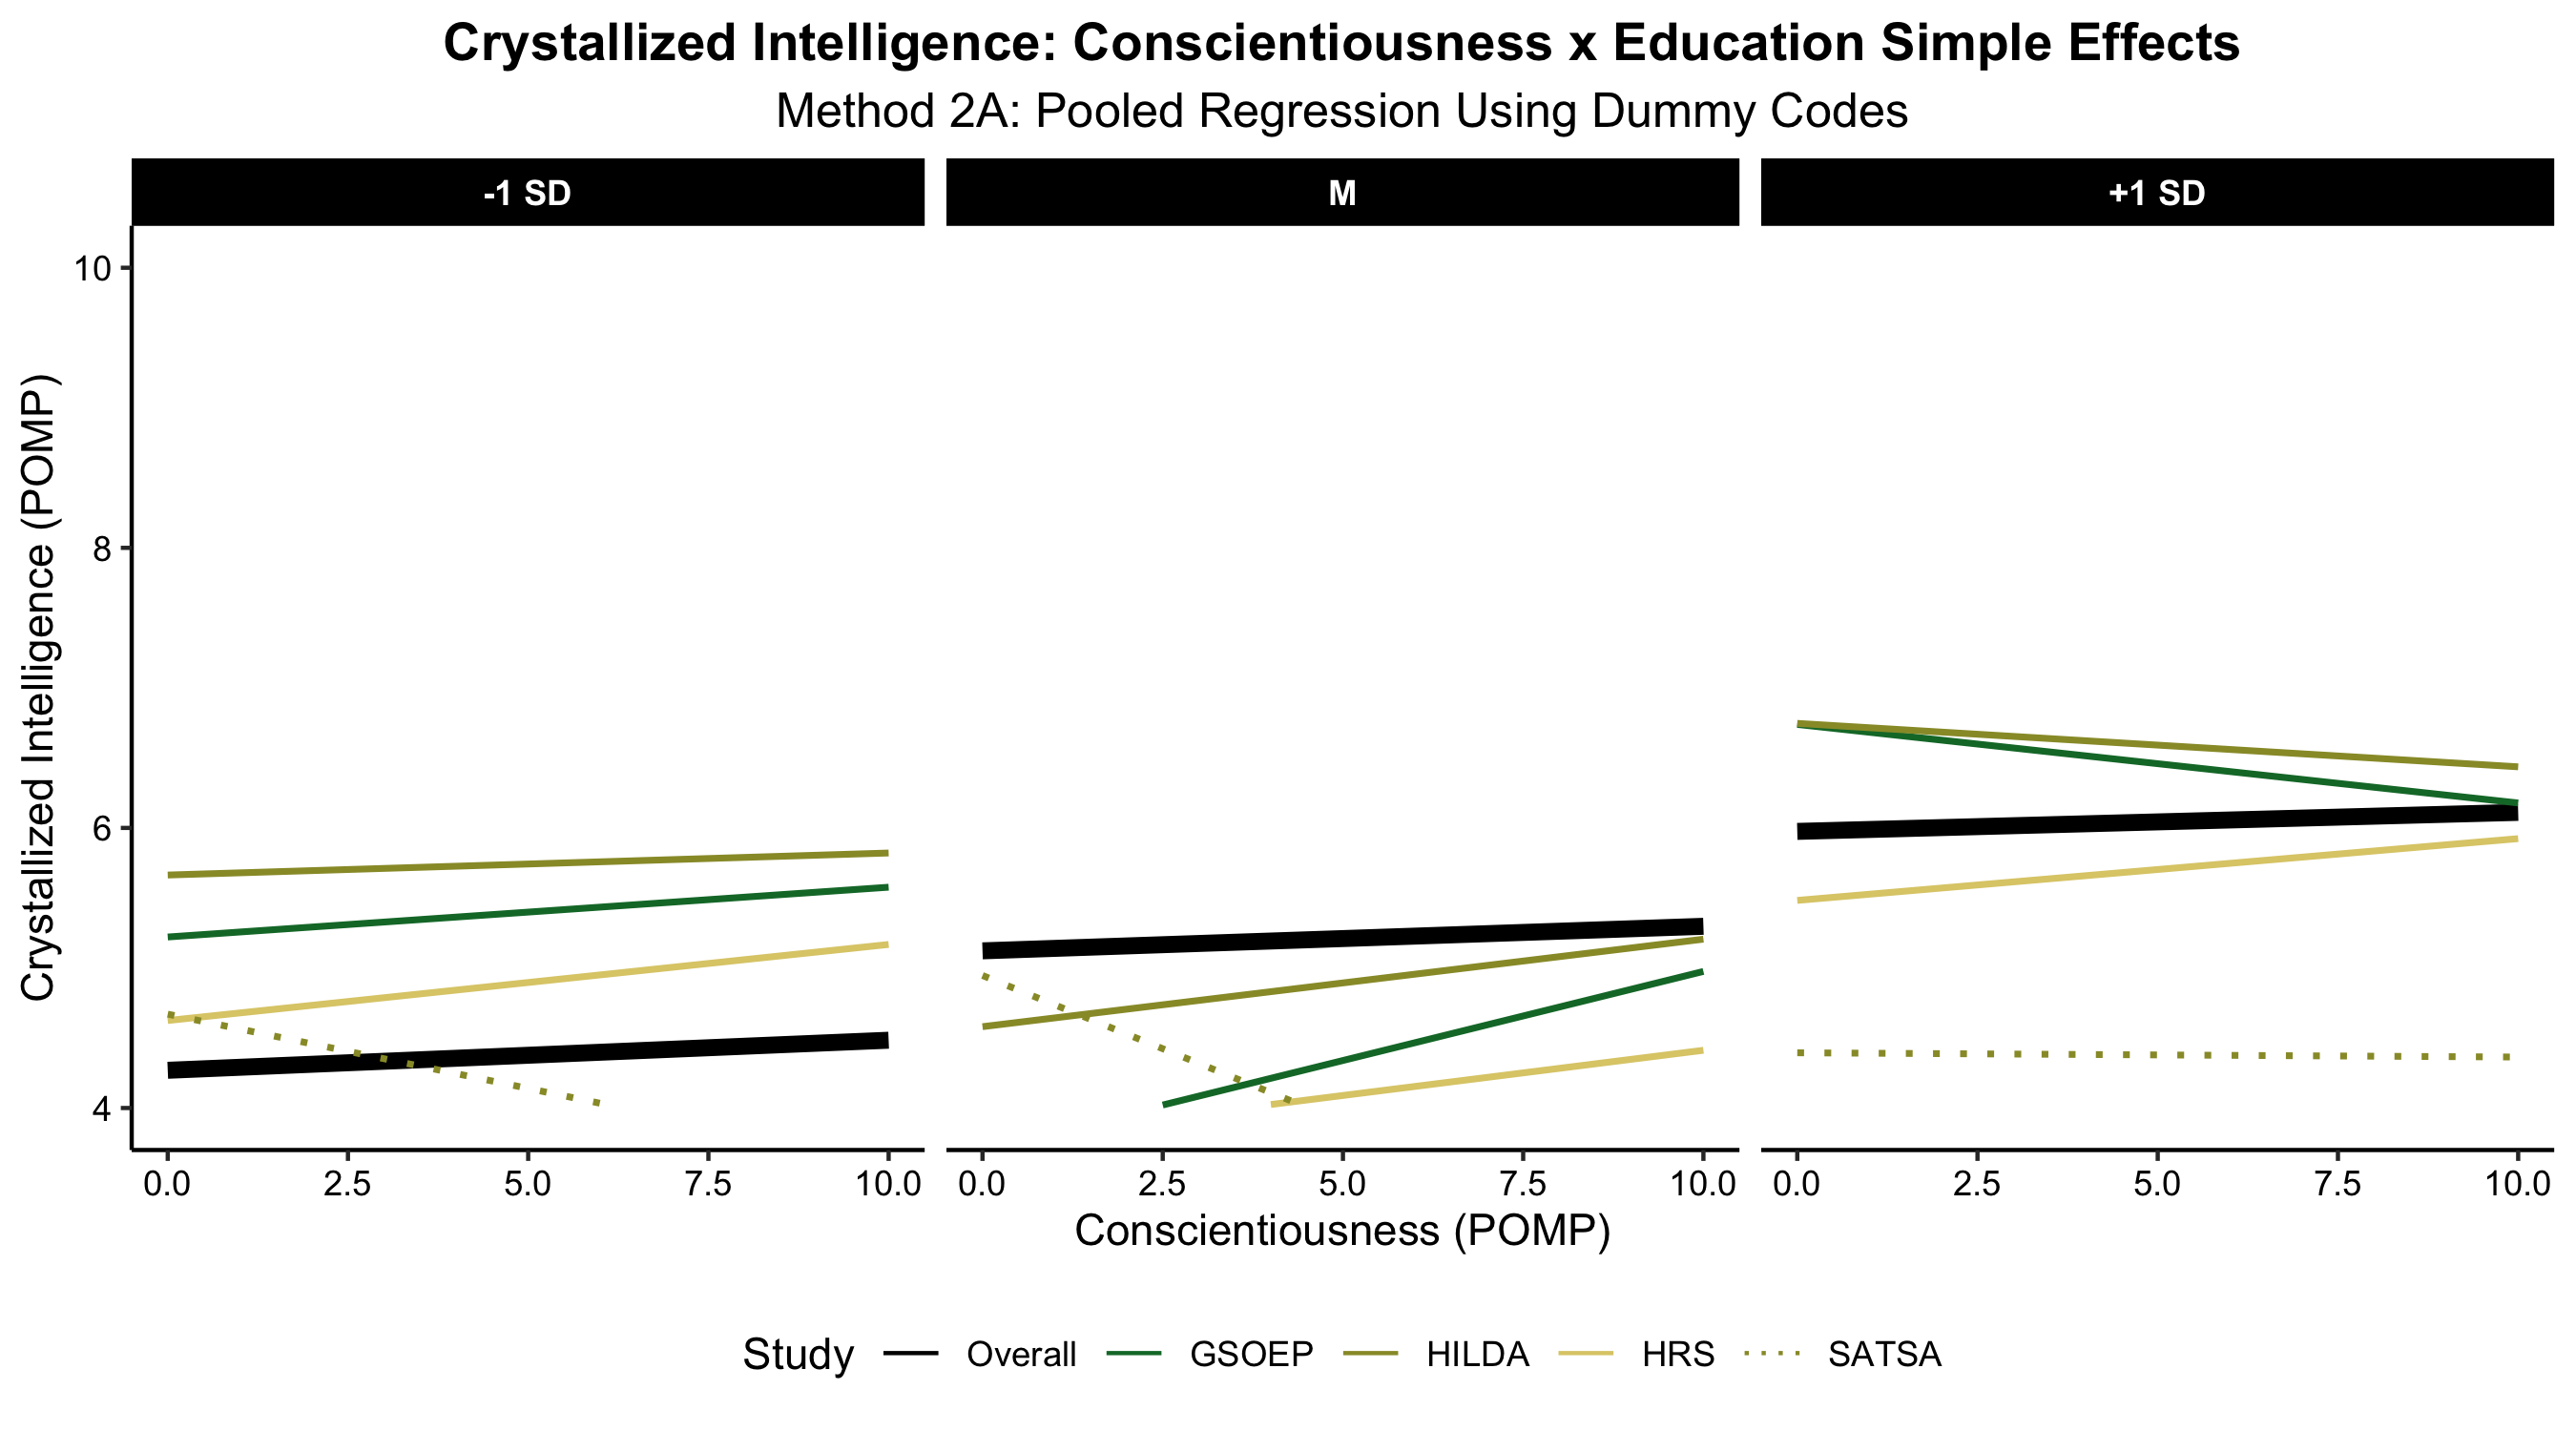 Crystallized Intelligence: Conscientiousness x Education Simple Effects
Method 2A: Pooled Regression Using Dummy Codes
-1 SD
M
+1 SD
Crystallized Intelligence (POMP)
10
8
6
4
0.0 2.5 5.0 7.5 10.0 0.0 2.5 5.0 7.5 10.0 0.0 2.5 5.0 7.5 10.0
Conscientiousness (POMP)
Study Overall GSOEP HILDA HRS SATSA